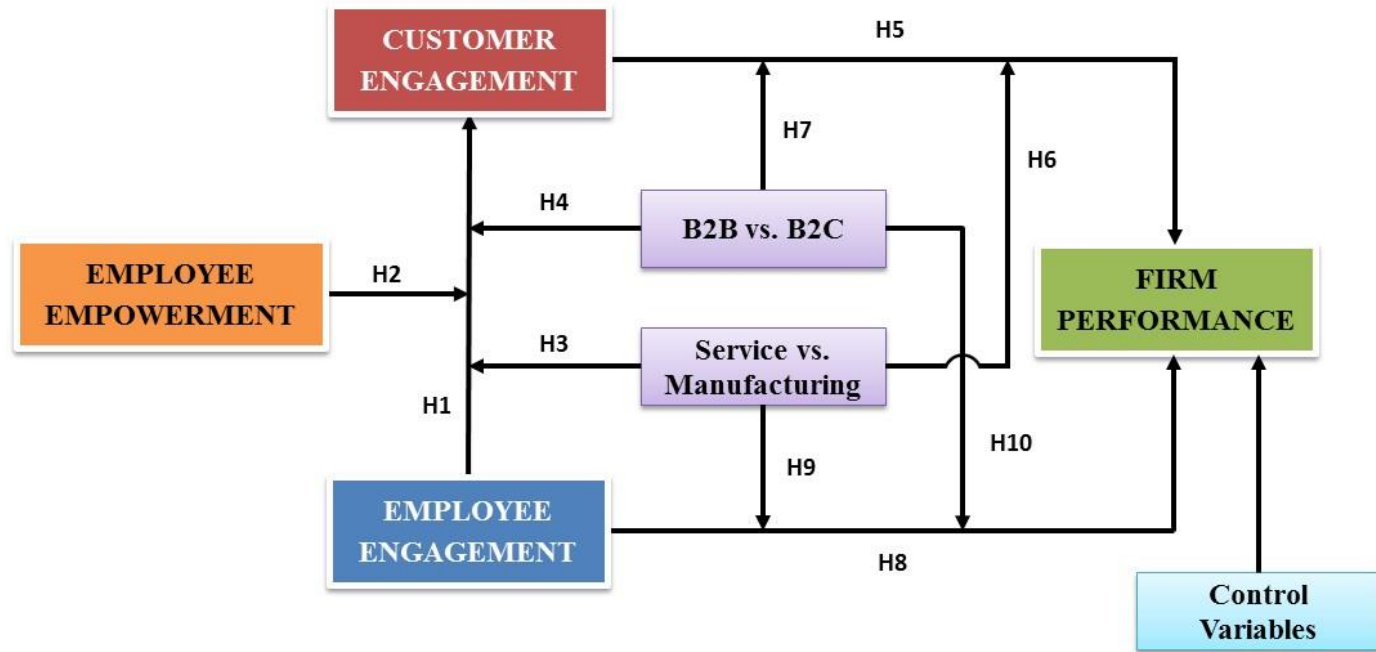 CUSTOMER
ENGAGEMENT
H5
H7
H6
H4
B2B vs. B2C
EMPLOYEE
EMPOWERMENT
H2
FIRM
PERFORMANCE
H3
Service vs.
Manufacturing
H1
H9
H10
EMPLOYEE
ENGAGEMENT
H8
Control
Variables